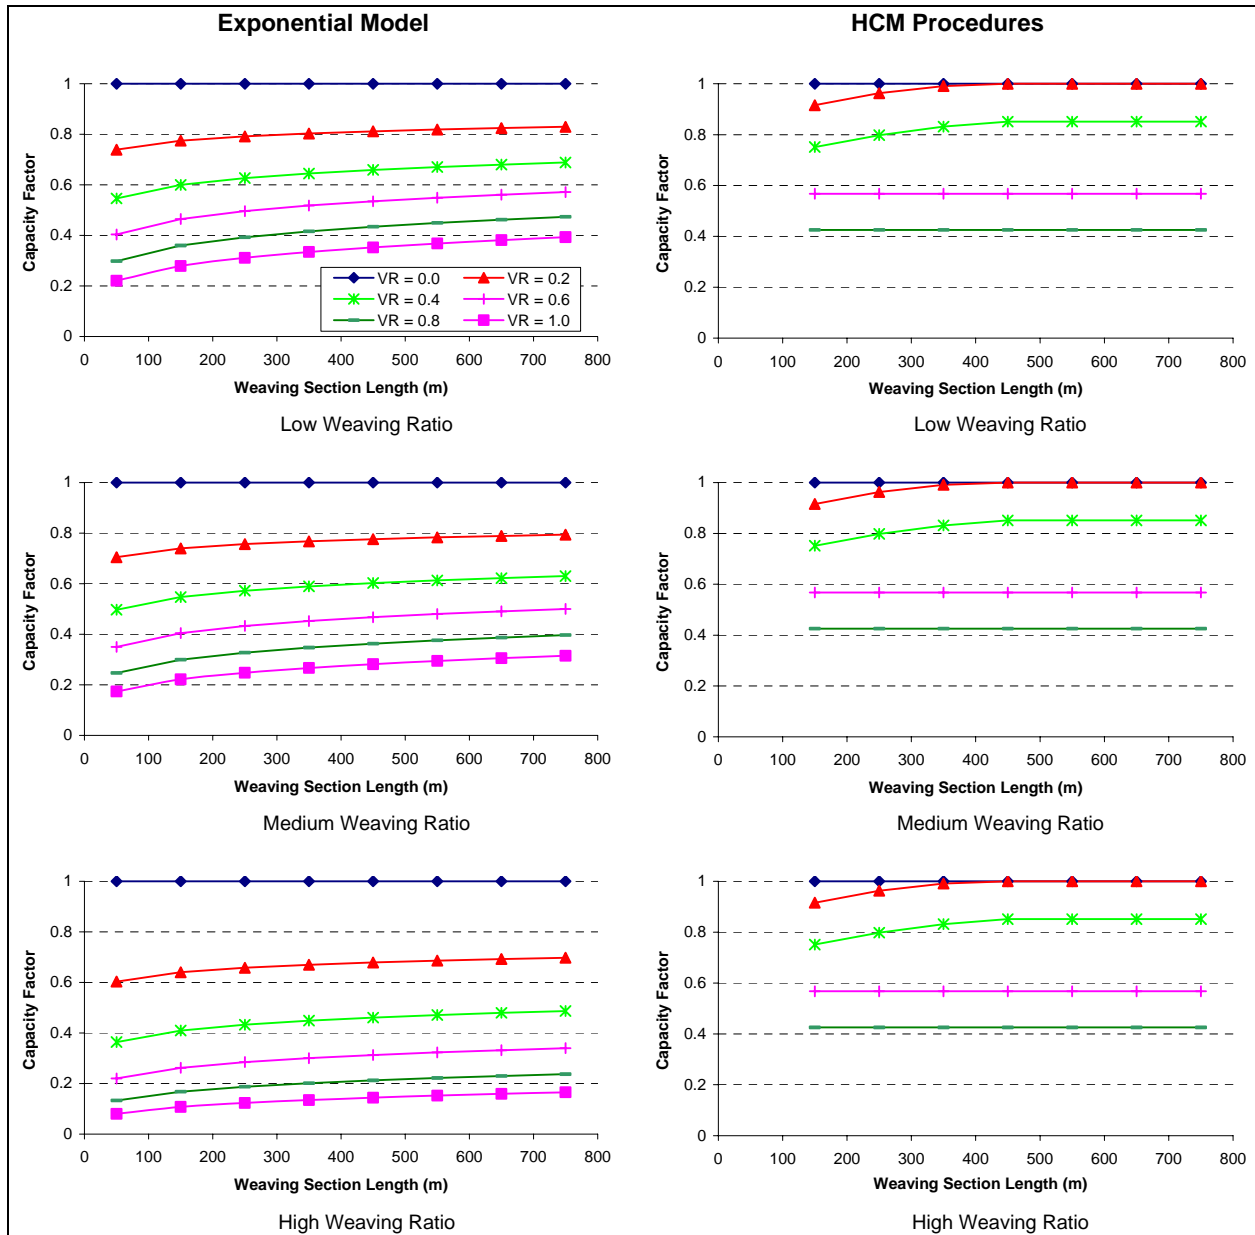 Exponential Model
HCM Procedures
1
0.8
0.6
0.4
0.2
0
Capacity Factor
0 100 200 300 400 500 600 700 800
Weaving Section Length (m)
VR = 0.0 VR = 0.2
VR = 0.4 VR = 0.6
VR = 0.8 VR = 1.0
Low Weaving Ratio
1
0.8
0.6
0.4
0.2
0
Capacity Factor
0 100 200 300 400 500 600 700 800
Weaving Section Length (m)
Low Weaving Ratio
1
0.8
0.6
0.4
0.2
0
Capacity Factor
0 100 200 300 400 500 600 700 800
Weaving Section Length (m)
Medium Weaving Ratio
1
0.8
0.6
0.4
0.2
0
Capacity Factor
0 100 200 300 400 500 600 700 800
Weaving Section Length (m)
Medium Weaving Ratio
1
0.8
0.6
0.4
0.2
0
Capacity Factor
0 100 200 300 400 500 600 700 800
Weaving Section Length (m)
High Weaving Ratio
1
0.8
0.6
0.4
0.2
0
Capacity Factor
0 100 200 300 400 500 600 700 800
Weaving Section Length (m)
High Weaving Ratio